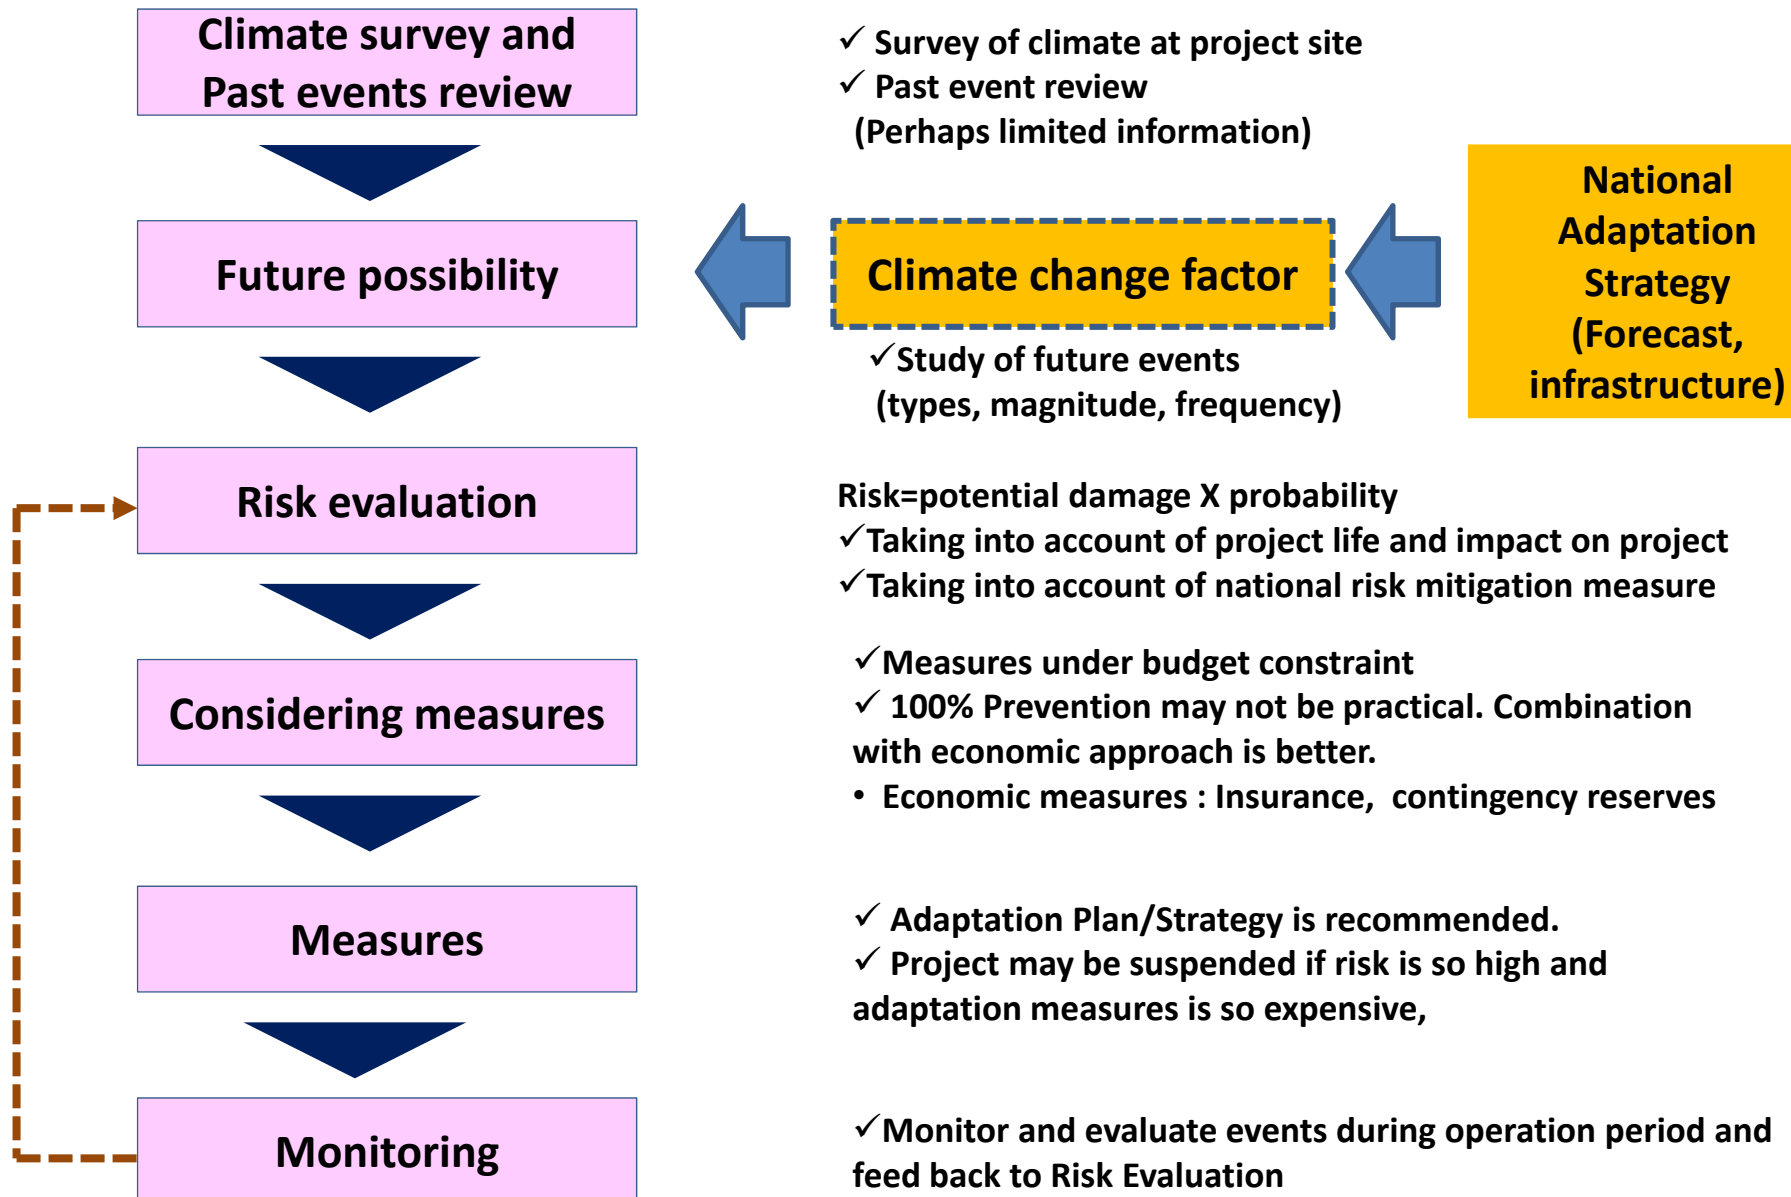 Climate survey and
Past events review
✓ Survey of climate at project site
✓ Past event review
(Perhaps limited information)
National
Adaptation
Strategy
(Forecast,
infrastructure)
Future possibility
Climate change factor
✓Study of future events
(types, magnitude, frequency)
Risk evaluation
Risk=potential damage X probability
✓Taking into account of project life and impact on project
✓Taking into account of national risk mitigation measure
Considering measures
✓Measures under budget constraint
✓ 100% Prevention may not be practical. Combination
with economic approach is better.
• Economic measures : Insurance, contingency reserves
Measures
✓ Adaptation Plan/Strategy is recommended.
✓ Project may be suspended if risk is so high and
adaptation measures is so expensive,
Monitoring
✓Monitor and evaluate events during operation period and
feed back to Risk Evaluation